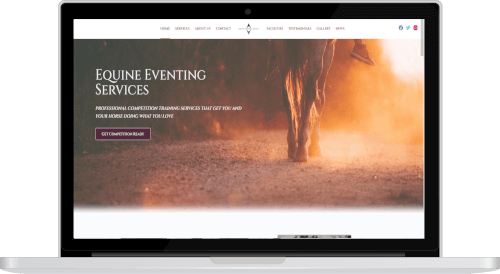 HOME SERVICES ABOUT US CONTACT FACILITIES TESTIMONIALS GALLERY NEWS
EQUINE EVENTING
SERVICES
PROFESSIONAL COMPETITION TRAINING SERVICES THAT GET YOU AND
YOUR HORSE DOING WHAT YOU LOVE
GET COMPETITION READY